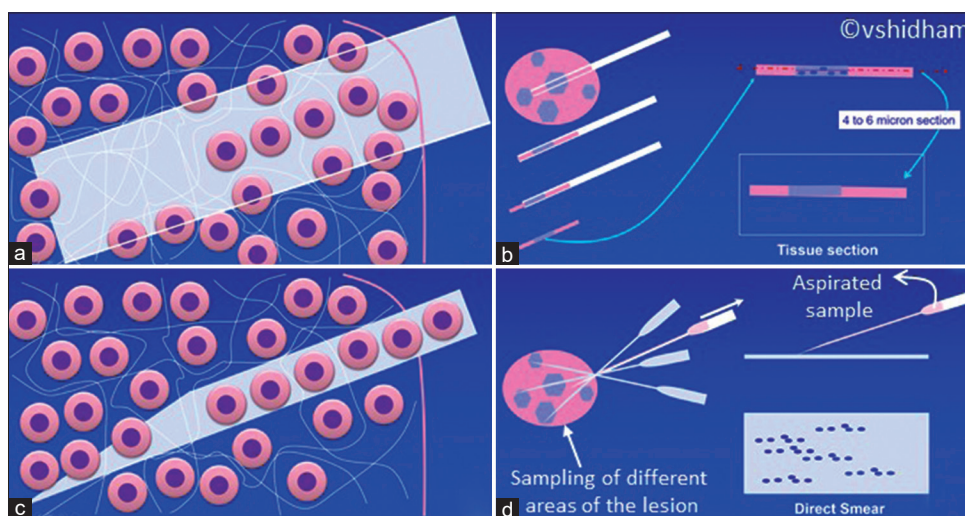 a
©vshidham
4 to 6 micron section
Tissue section
b
c
Aspirated
sample
Sampling of different
areas of the lesion
Direct Smear
d